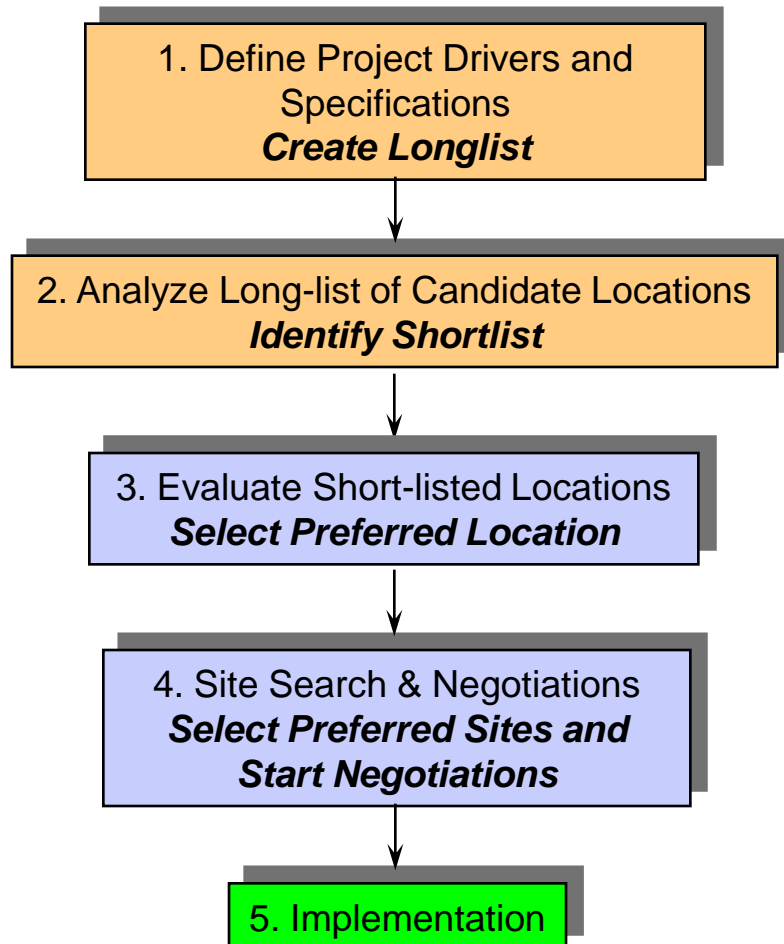 1. Define Project Drivers and
Specifications
Create Longlist
2. Analyze Long-list of Candidate Locations
Identify Shortlist
3. Evaluate Short-listed Locations
Select Preferred Location
4. Site Search & Negotiations
Select Preferred Sites and
Start Negotiations
5. Implementation